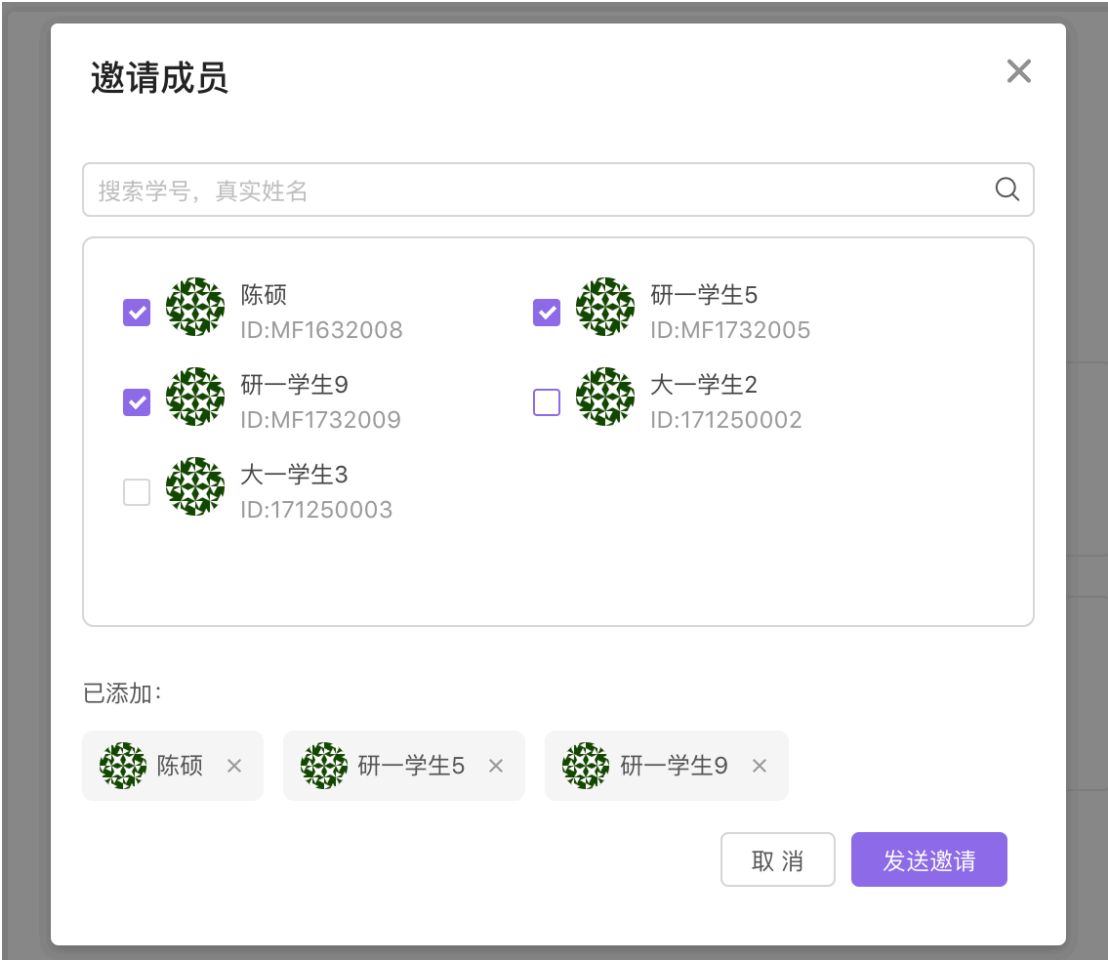 邀请成员
搜索学号，真实姓名
陈硕
ID:MF1632008
研一学生5
ID:MF1732005
研一学生9
ID:MF1732009
大一学生2
ID:171250002
大一学生3
ID:171250003
已添加：
陈硕 研一学生5 研一学生9
取消 发送邀请